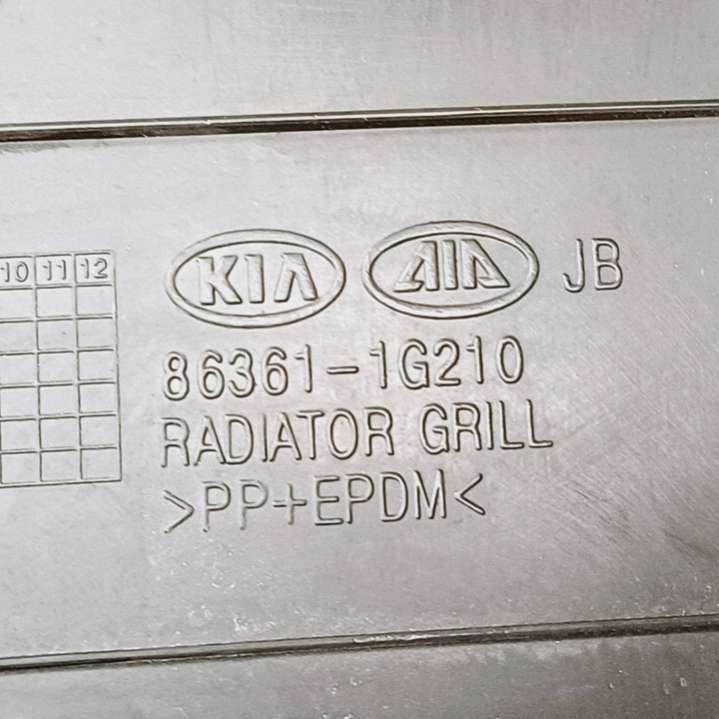 10 11 12
KIA AIA JB
86361-1G210
RADIATOR GRILL
>PP+EPDM<